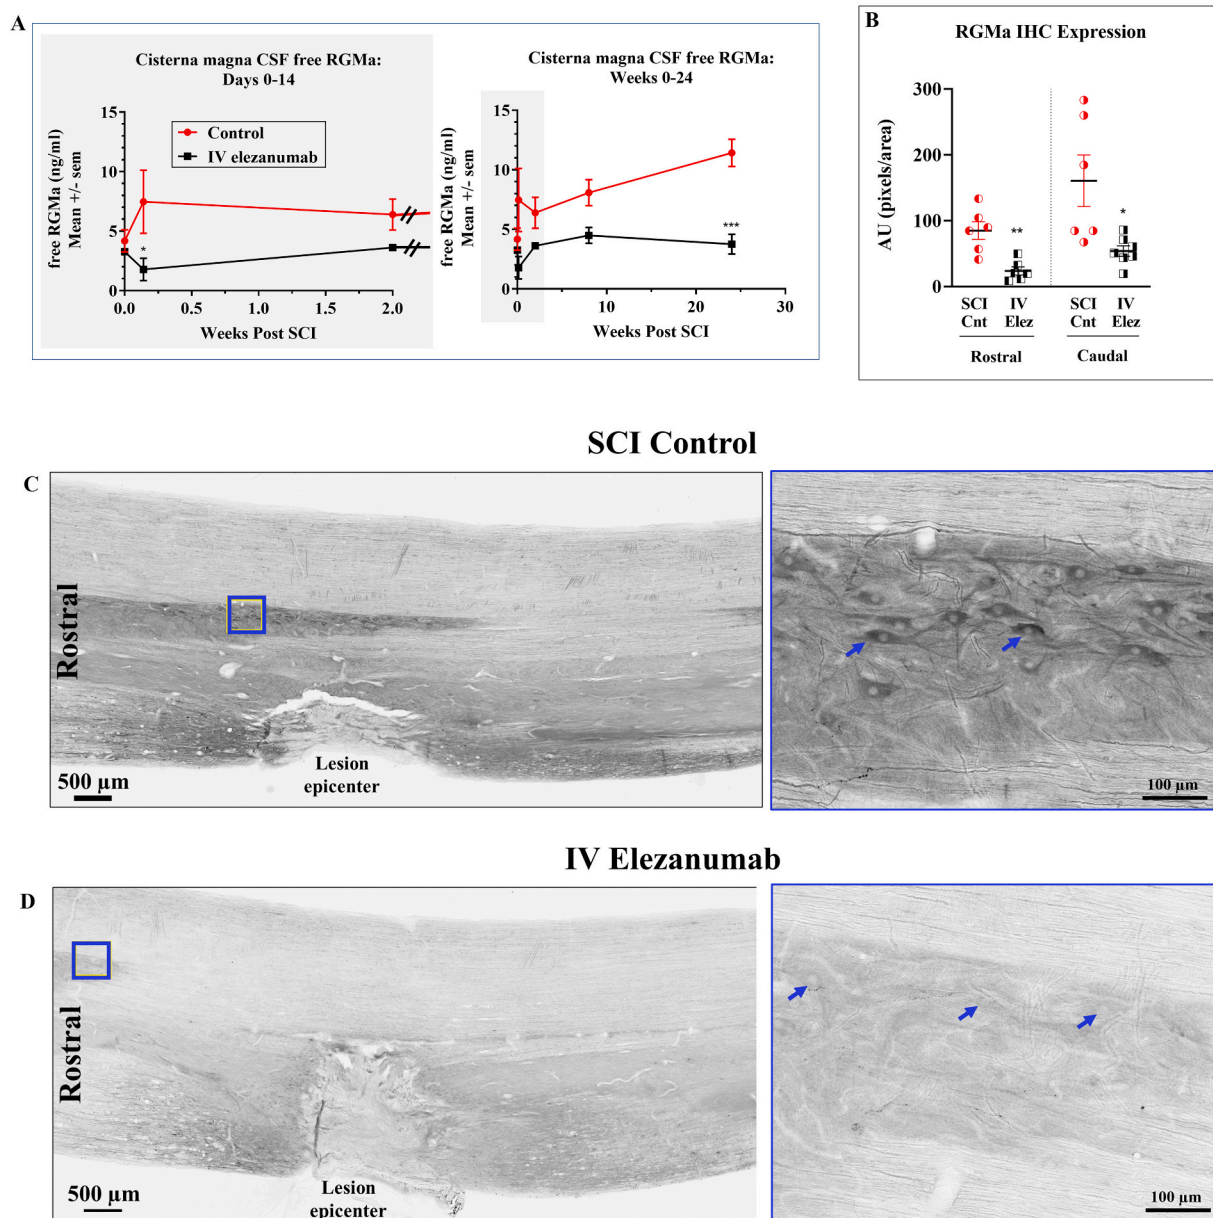 A
Cisterna magna CSF free RGMa:
Days 0-14
free RGMa (ng/ml)
Mean +/- sem
15
10
5
0
Control
IV elezanumab
*
0.0
0.5
1.0
1.5
2.0
Weeks Post SCI
Cisterna magna CSF free RGMa:
Weeks 0-24
free RGMa (ng/ml)
Mean +/- sem
15
10
5
0
***
0
10
20
30
Weeks Post SCI
B
RGMa IHC Expression
AU (pixels/area)
300
200
100
0
**
*
SCI
Cnt
IV
Elez
SCI
Cnt
IV
Elez
Rostral
Caudal
SCI Control
C
Rostral
500 µm
Lesion
epicenter
100 µm
IV Elezanumab
D
Rostral
500 µm
Lesion
epicenter
100 µm